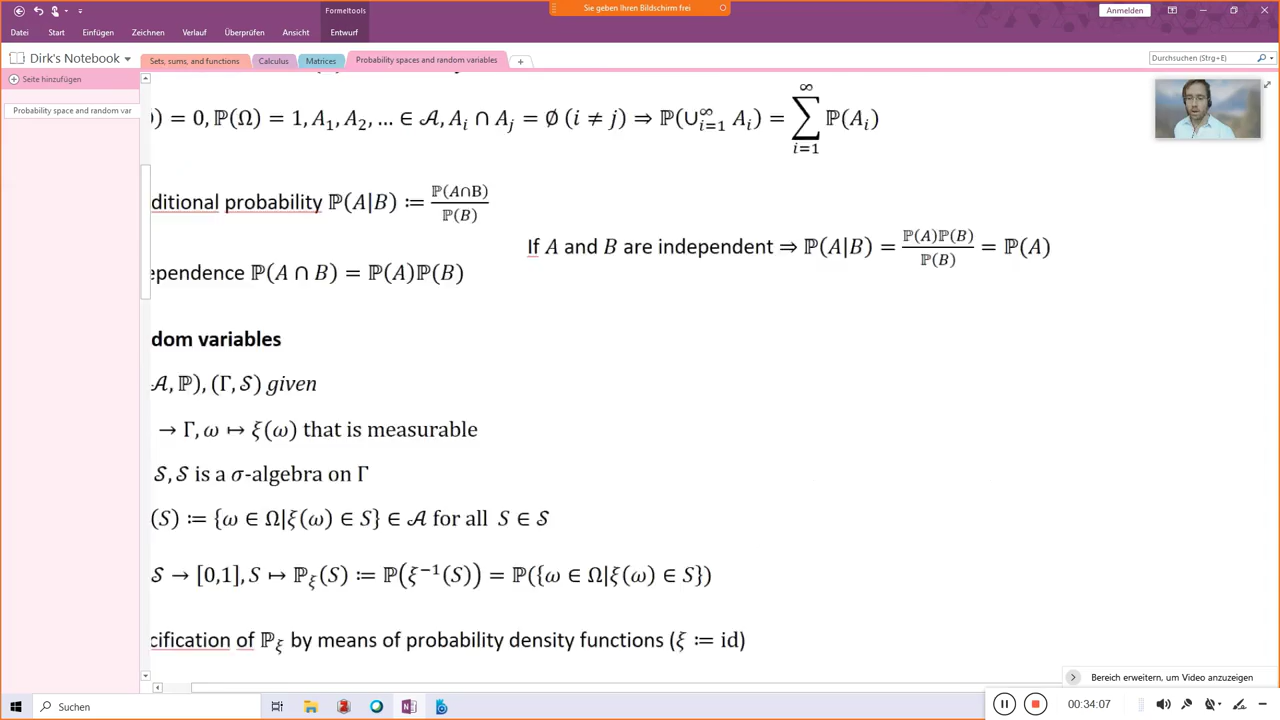 Formeltools
Sie geben Ihren Bildschirm frei
Anmelden
Datei Start Einfügen Zeichnen Verlauf Überprüfen Ansicht Entwurf
Dirk's Notebook Sets, sums, and functions Calculus Matrices Probability spaces and random variables
Durchsuchen (Strg+E)
Seite hinzufügen
Probability space and random var
) = 0, ℙ(Ω) = 1, A₁, A₂, … ∈ 𝒜, Aᵢ ∩ Aⱼ = ∅ (i ≠ j) ⇒ ℙ(∪ᵢ₌₁^∞ Aᵢ) = ∑ᵢ₌₁^∞ ℙ(Aᵢ)
ditional probability ℙ(A|B) ≔ ℙ(A∩B)/ℙ(B)
If A and B are independent ⇒ ℙ(A|B) = ℙ(A)ℙ(B)/ℙ(B) = ℙ(A)
ependence ℙ(A ∩ B) = ℙ(A)ℙ(B)
dom variables
𝒜, ℙ), (Γ, 𝒮) given
→ Γ, ω ↦ ξ(ω) that is measurable
𝒮, 𝒮 is a σ-algebra on Γ
(S) ≔ {ω ∈ Ω|ξ(ω) ∈ S} ∈ 𝒜 for all S ∈ 𝒮
𝒮 → [0,1], S ↦ ℙ_ξ(S) ≔ ℙ(ξ⁻¹(S)) = ℙ({ω ∈ Ω|ξ(ω) ∈ S})
cification of ℙ_ξ by means of probability density functions (ξ ≔ id)
Bereich erweitern, um Video anzuzeigen
Suchen
00:34:07